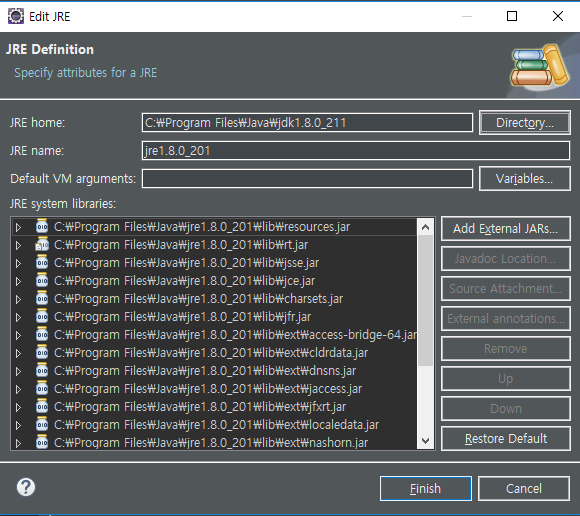 Edit JRE
JRE Definition
Specify attributes for a JRE
JRE home:
C:₩Program Files₩Java₩jdk1.8.0_211
Directory...
JRE name:
jre1.8.0_201
Default VM arguments:
Variables...
JRE system libraries:
C:₩Program Files₩Java₩jre1.8.0_201₩lib₩resources.jar
C:₩Program Files₩Java₩jre1.8.0_201₩lib₩rt.jar
C:₩Program Files₩Java₩jre1.8.0_201₩lib₩jsse.jar
C:₩Program Files₩Java₩jre1.8.0_201₩lib₩jce.jar
C:₩Program Files₩Java₩jre1.8.0_201₩lib₩charsets.jar
C:₩Program Files₩Java₩jre1.8.0_201₩lib₩jfr.jar
C:₩Program Files₩Java₩jre1.8.0_201₩lib₩ext₩access-bridge-64.jar
C:₩Program Files₩Java₩jre1.8.0_201₩lib₩ext₩cldrdata.jar
C:₩Program Files₩Java₩jre1.8.0_201₩lib₩ext₩dnsns.jar
C:₩Program Files₩Java₩jre1.8.0_201₩lib₩ext₩jaccess.jar
C:₩Program Files₩Java₩jre1.8.0_201₩lib₩ext₩jfxrt.jar
C:₩Program Files₩Java₩jre1.8.0_201₩lib₩ext₩localedata.jar
C:₩Program Files₩Java₩jre1.8.0_201₩lib₩ext₩nashorn.jar
Add External JARs...
Javadoc Location...
Source Attachment...
External annotations...
Remove
Up
Down
Restore Default
?
Finish
Cancel